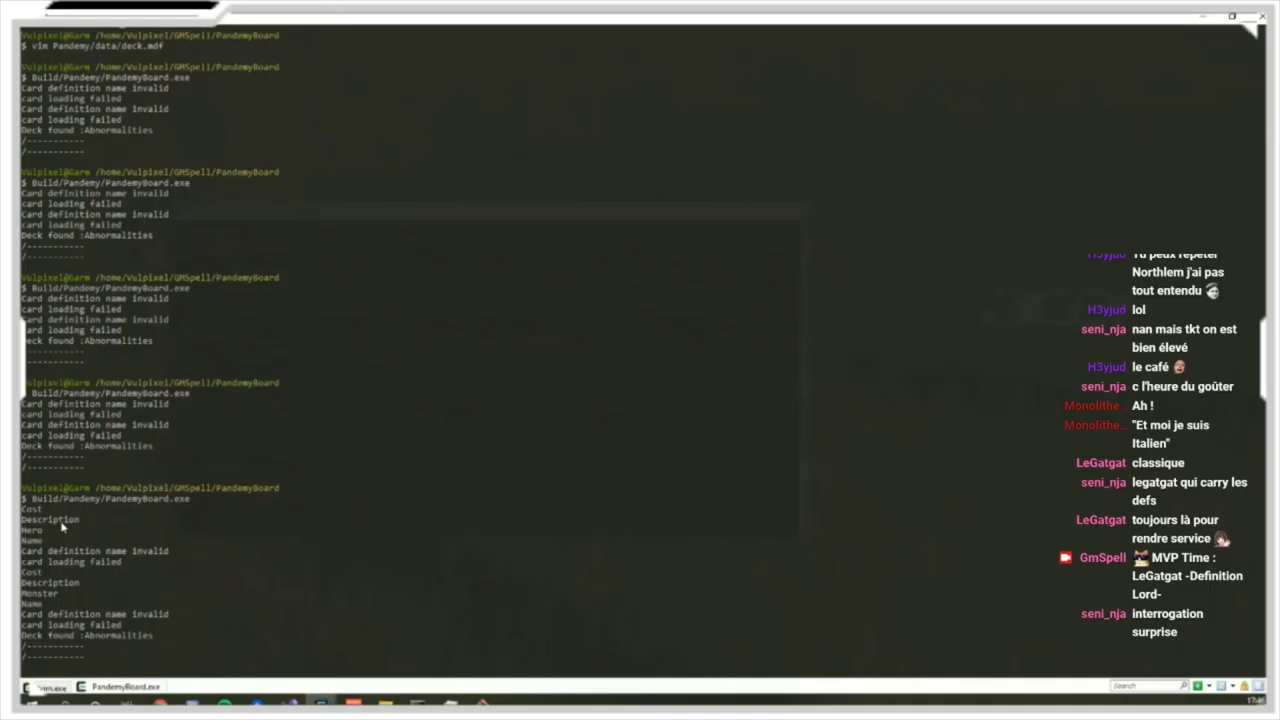 Vulpixel@Garm /home/Vulpixel/GMSpell/PandemyBoard
$ vim Pandemy/data/deck.mdf
Vulpixel@Garm /home/Vulpixel/GMSpell/PandemyBoard
$ Build/Pandemy/PandemyBoard.exe
Card definition name invalid
card loading failed
Card definition name invalid
card loading failed
Deck found :Abnormalities
/-----------
/-----------
Vulpixel@Garm /home/Vulpixel/GMSpell/PandemyBoard
$ Build/Pandemy/PandemyBoard.exe
Card definition name invalid
card loading failed
Card definition name invalid
card loading failed
Deck found :Abnormalities
/-----------
/-----------
Vulpixel@Garm /home/Vulpixel/GMSpell/PandemyBoard
$ Build/Pandemy/PandemyBoard.exe
Card definition name invalid
card loading failed
Card definition name invalid
card loading failed
Deck found :Abnormalities
-----------
-----------
Vulpixel@Garm /home/Vulpixel/GMSpell/PandemyBoard
Build/Pandemy/PandemyBoard.exe
Card definition name invalid
card loading failed
Card definition name invalid
card loading failed
Deck found :Abnormalities
/-----------
/-----------
Vulpixel@Garm /home/Vulpixel/GMSpell/PandemyBoard
$ Build/Pandemy/PandemyBoard.exe
Cost
Description
Hero
Name
Card definition name invalid
card loading failed
Cost
Description
Monster
Name
Card definition name invalid
card loading failed
Deck found :Abnormalities
/-----------
/-----------
H3yjud Tu peux répéter
Northlem j'ai pas
tout entendu
H3yjud lol
seni_nja nan mais tkt on est
bien élevé
H3yjud le café
seni_nja c l'heure du goûter
Monolithe... Ah !
Monolithe... "Et moi je suis
Italien"
LeGatgat classique
seni_nja legatgat qui carry les
defs
LeGatgat toujours là pour
rendre service
GmSpell MVP Time :
LeGatgat -Definition
Lord-
seni_nja interrogation
surprise
vim.exe PandemyBoard.exe
Search